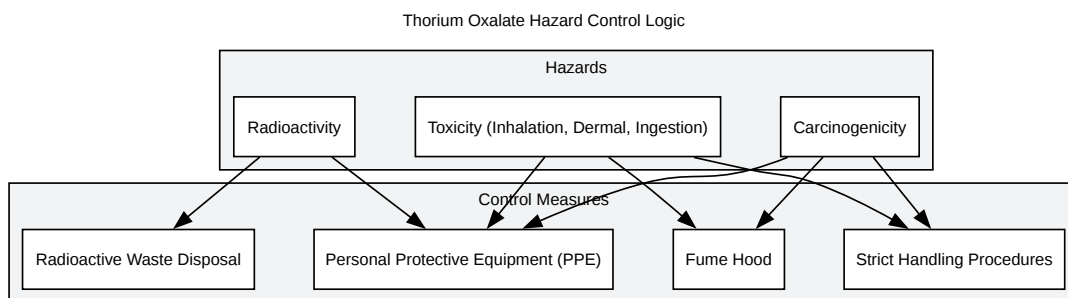 Thorium Oxalate Hazard Control Logic
Hazards
Radioactivity
Toxicity (Inhalation, Dermal, Ingestion)
Carcinogenicity
Control Measures
Radioactive Waste Disposal
Personal Protective Equipment (PPE)
Fume Hood
Strict Handling Procedures